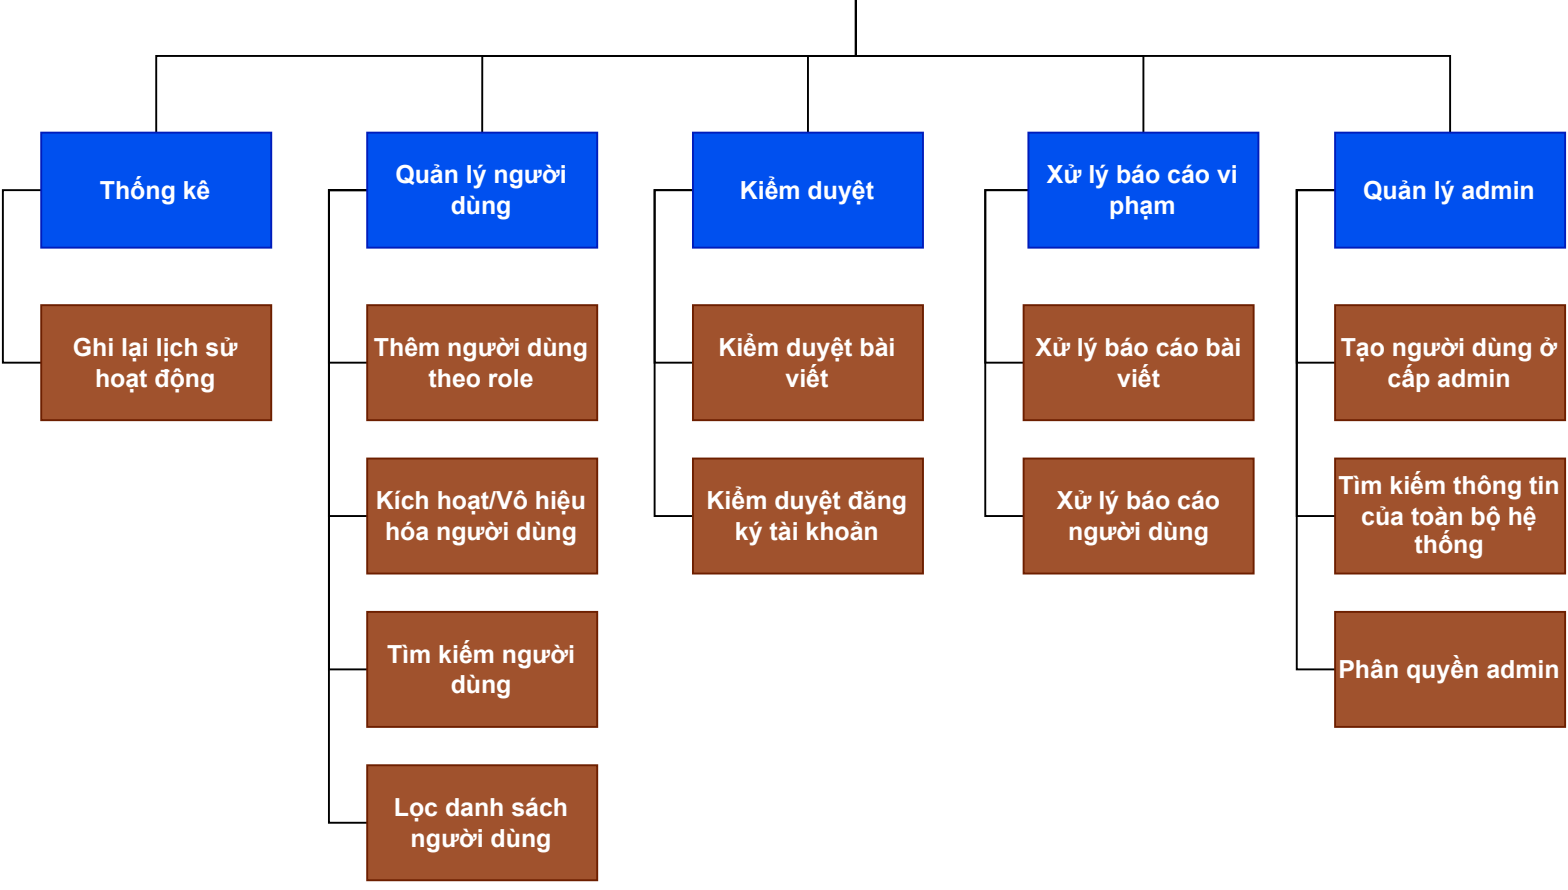 Thống kê
Quản lý người
dùng
Kiểm duyệt
Xử lý báo cáo vi
phạm
Quản lý admin
Ghi lại lịch sử
hoạt động
Thêm người dùng
theo role
Kiểm duyệt bài
viết
Xử lý báo cáo bài
viết
Tạo người dùng ở
cấp admin
Kích hoạt/Vô hiệu
hóa người dùng
Kiểm duyệt đăng
ký tài khoản
Xử lý báo cáo
người dùng
Tìm kiếm thông tin
của toàn bộ hệ
thống
Tìm kiếm người
dùng
Phân quyền admin
Lọc danh sách
người dùng